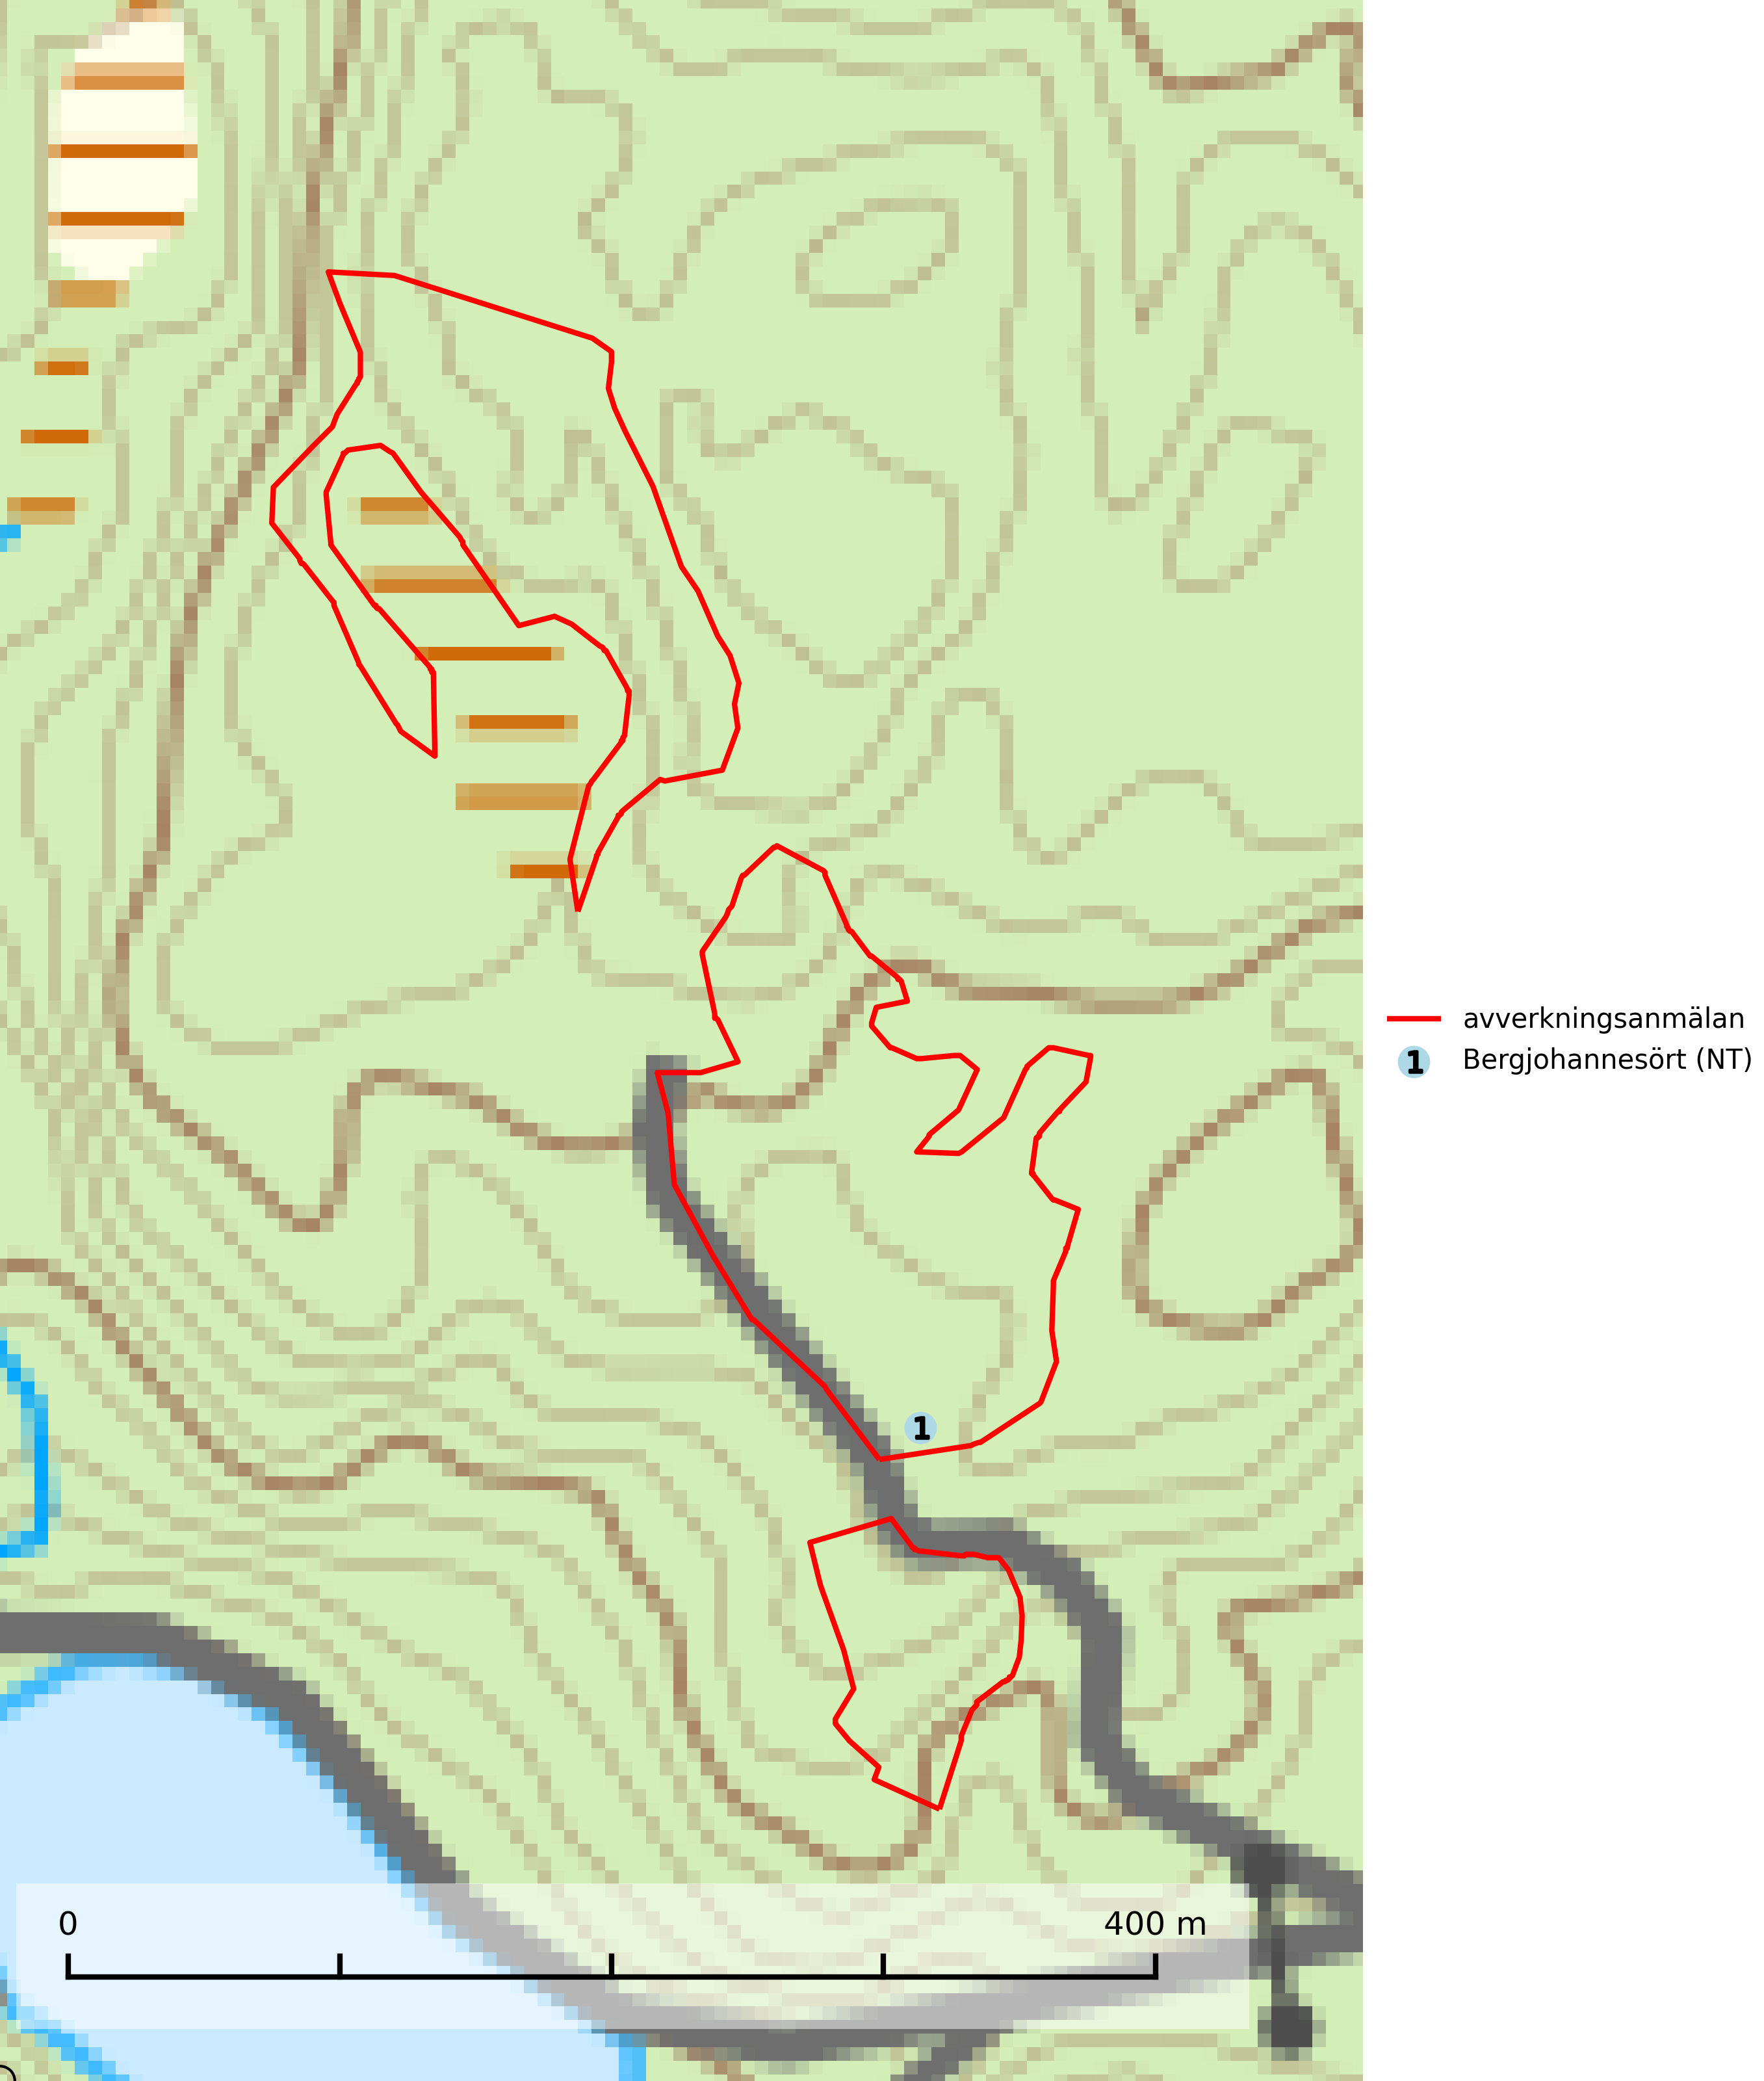 avverkningsanmälan
1 Bergjohannesört (NT)
1
0 400 m